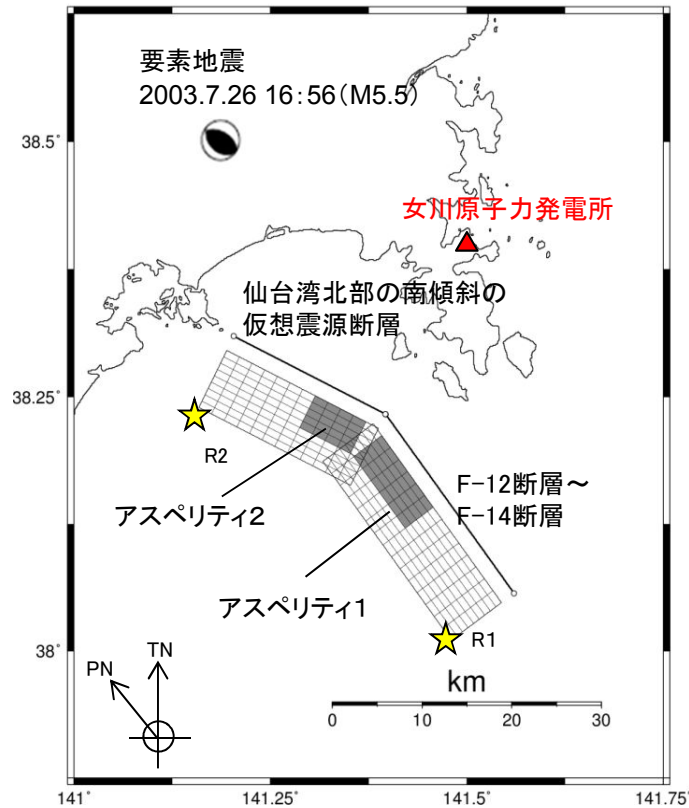 要素地震
2003.7.26 16:56(M5.5)
38.5°
女川原子力発電所
仙台湾北部の南傾斜の
仮想震源断層
38.25°
R2
F-12断層~
F-14断層
アスペリティ2
アスペリティ1
38°
R1
TN
PN
km
0
10
20
30
141°
141.25°
141.5°
141.75°